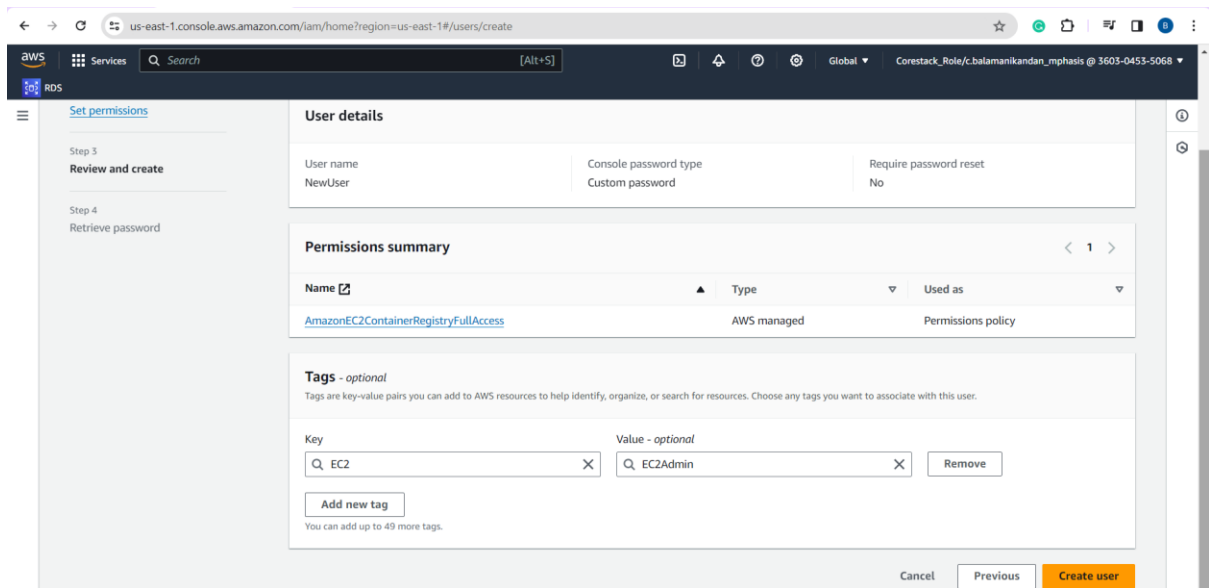 us-east-1.console.aws.amazon.com/iam/home?region=us-east-1#/users/create
B
aws Services Search [Alt+S] Global Corestack_Role/c.balamanikandan_mphasis @ 3603-0453-5068
RDS
Set permissions
Step 3
Review and create
Step 4
Retrieve password
User details
User name Console password type Require password reset
NewUser Custom password No
Permissions summary 1
Name Type Used as
AmazonEC2ContainerRegistryFullAccess AWS managed Permissions policy
Tags - optional
Tags are key-value pairs you can add to AWS resources to help identify, organize, or search for resources. Choose any tags you want to associate with this user.
Key Value - optional
EC2 EC2Admin Remove
Add new tag
You can add up to 49 more tags.
Cancel Previous Create user